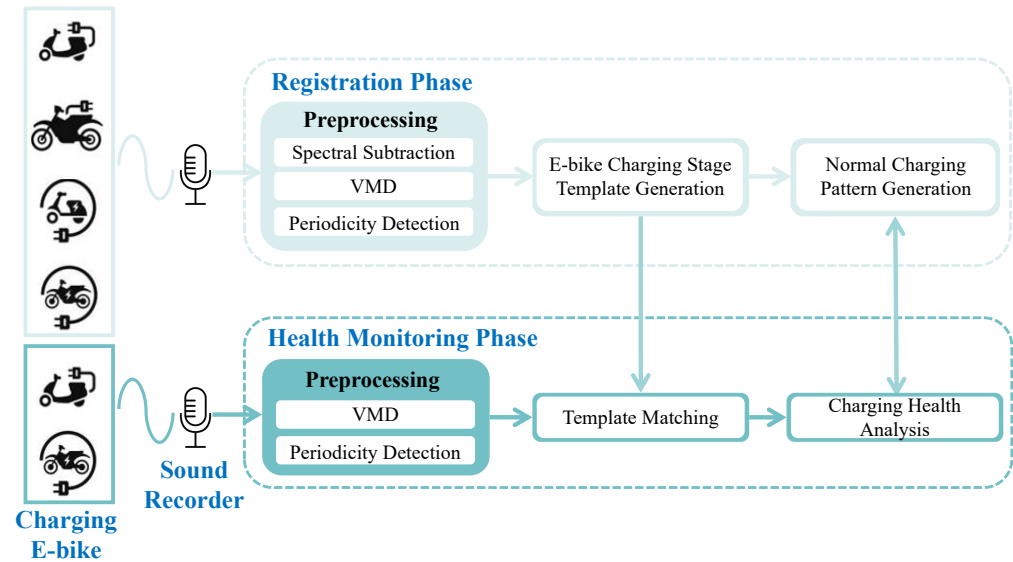 Registration Phase
Preprocessing
Spectral Subtraction
VMD
Periodicity Detection
E-bike Charging Stage
Template Generation
Normal Charging
Pattern Generation
Health Monitoring Phase
Preprocessing
VMD
Periodicity Detection
Template Matching
Charging Health
Analysis
Sound
Recorder
Charging
E-bike